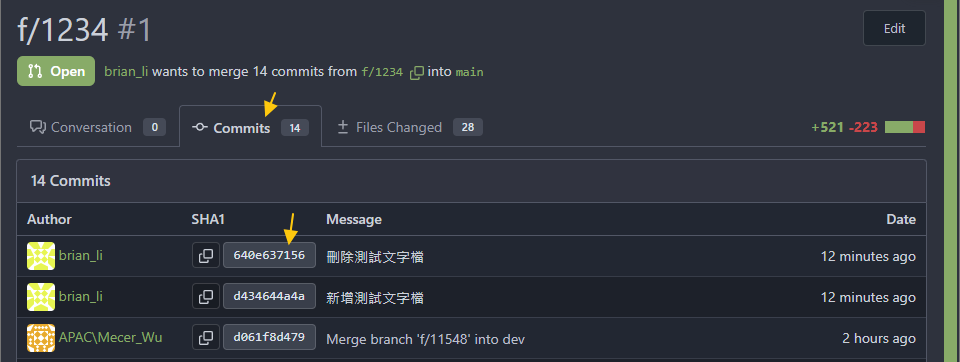 f/1234 #1
Edit
Open brian_li wants to merge 14 commits from f/1234 into main
Conversation 0 Commits 14 Files Changed 28 +521 -223
14 Commits
Author SHA1 Message Date
brian_li 640e637156 刪除測試文字檔 12 minutes ago
brian_li d434644a4a 新增測試文字檔 12 minutes ago
APAC\Mecer_Wu d061f8d479 Merge branch 'f/11548' into dev 2 hours ago